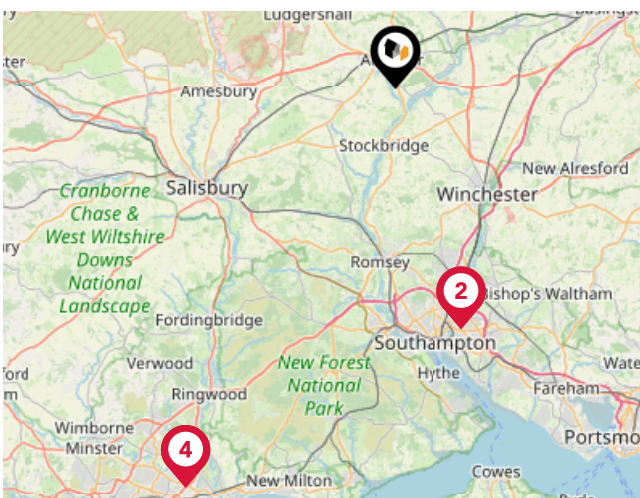 Ludgershall
Amesbury
Stockbridge
New Alresford
Cranborne
Chase &
West Wiltshire
Downs
National
Landscape
Salisbury
Winchester
Romsey
2
Bishop's Waltham
Fordingbridge
Southampton
New Forest
National
Park
Hythe
Verwood
Ringwood
Fareham
Wimborne
Minster
4
Portsmo
New Milton
Cowes